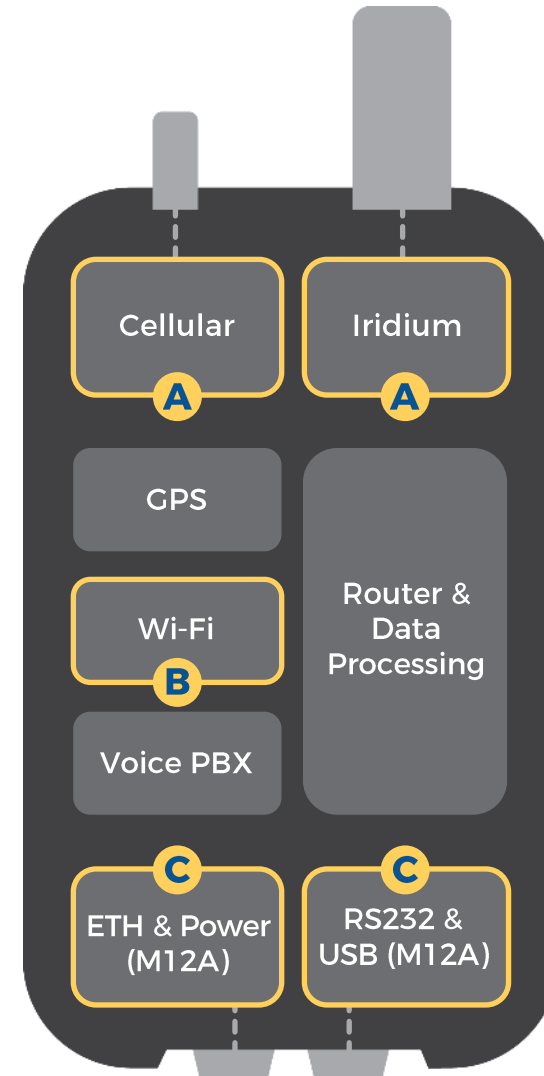 Cellular
A
Iridium
A
GPS
Wi-Fi
B
Voice PBX
Router &
Data
Processing
C
ETH & Power
(M12A)
C
RS232 &
USB (M12A)